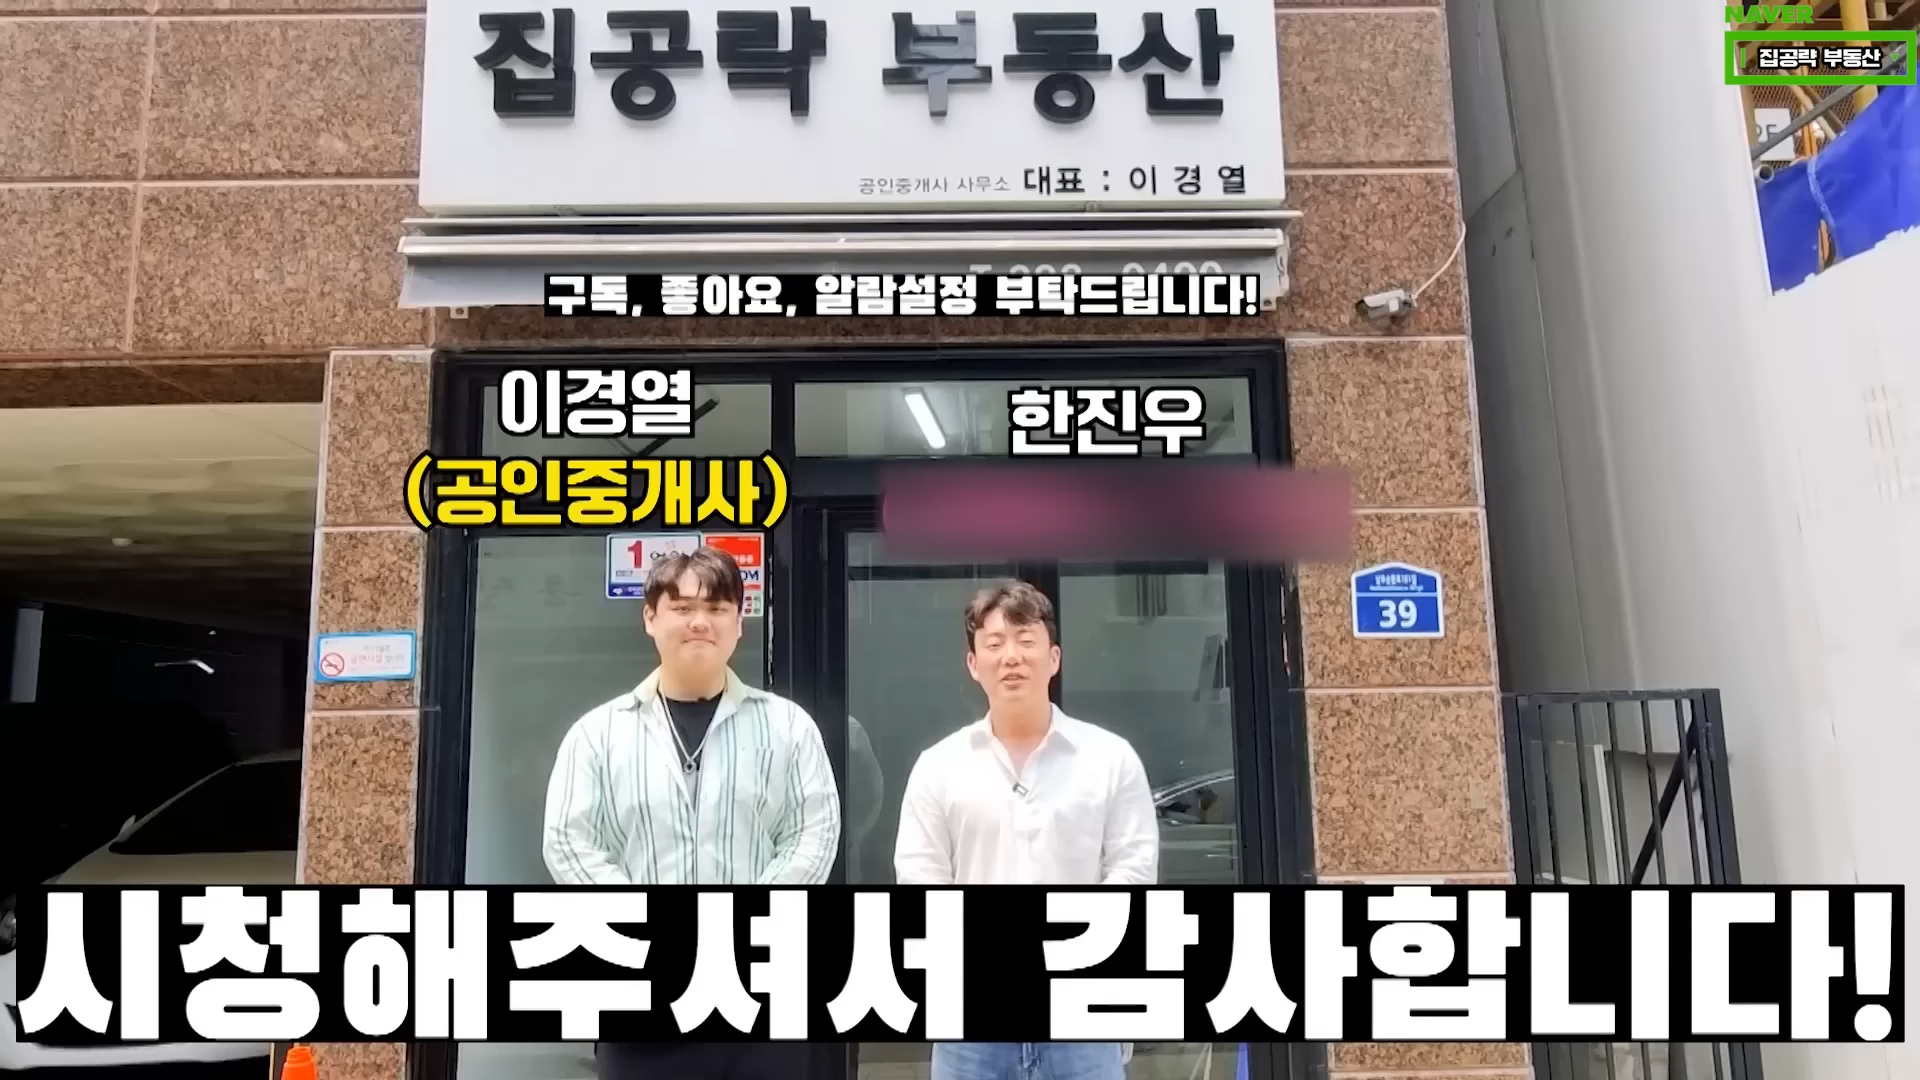 집공략 부동산
공인중개사 사무소 대표 : 이경열
NAVER
집공략 부동산
구독, 좋아요, 알람설정 부탁드립니다!
이경열
(공인중개사)
한진우
1
39
시청해주셔서 감사합니다!